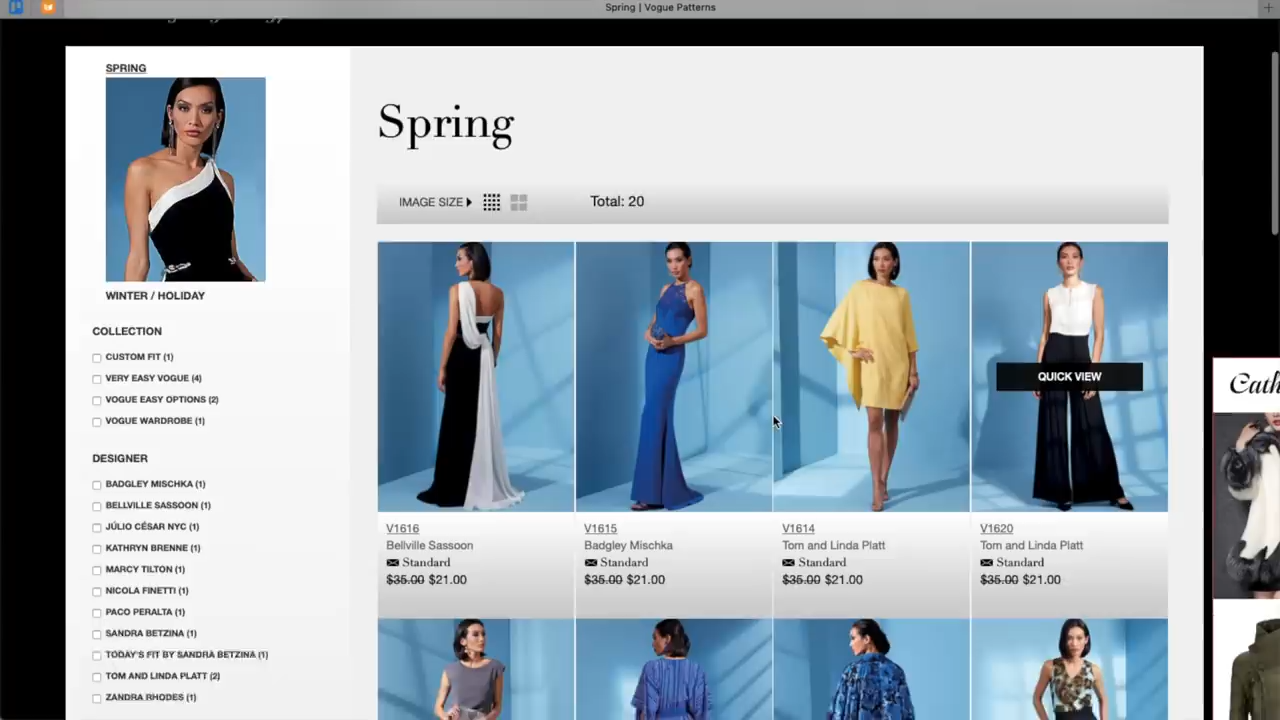 Spring | Vogue Patterns
SPRING
WINTER / HOLIDAY
COLLECTION
CUSTOM FIT (1)
VERY EASY VOGUE (4)
VOGUE EASY OPTIONS (2)
VOGUE WARDROBE (1)
DESIGNER
BADGLEY MISCHKA (1)
BELLVILLE SASSOON (1)
JÚLIO CÉSAR NYC (1)
KATHRYN BRENNE (1)
MARCY TILTON (1)
NICOLA FINETTI (1)
PACO PERALTA (1)
SANDRA BETZINA (1)
TODAY'S FIT BY SANDRA BETZINA (1)
TOM AND LINDA PLATT (2)
ZANDRA RHODES (1)
Spring
IMAGE SIZE Total: 20
QUICK VIEW
V1616 V1615 V1614 V1620
Bellville Sassoon Badgley Mischka Tom and Linda Platt Tom and Linda Platt
Standard Standard Standard Standard
$35.00 $21.00 $35.00 $21.00 $35.00 $21.00 $35.00 $21.00